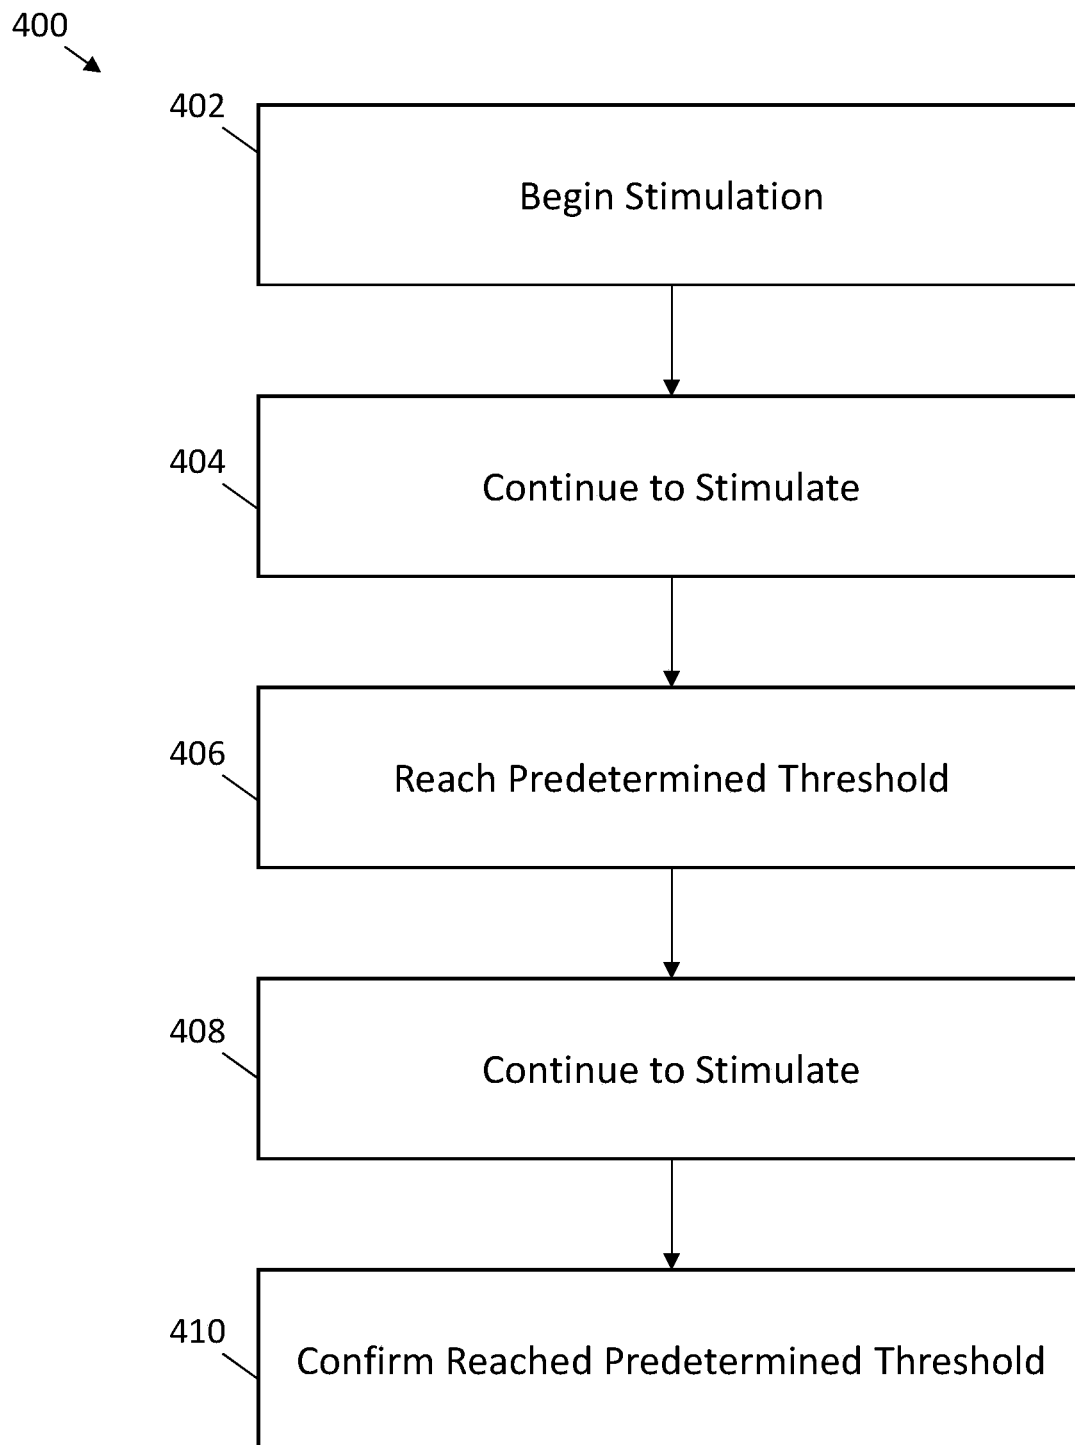 400
402
Begin Stimulation
404
Continue to Stimulate
406
Reach Predetermined Threshold
408
Continue to Stimulate
410
Confirm Reached Predetermined Threshold